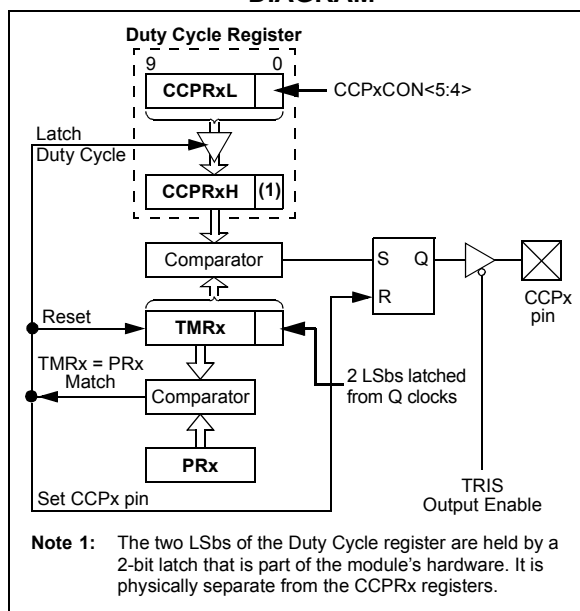 DIAGRAM
Duty Cycle Register
9 0
CCPRxL
CCPxCON<5:4>
Latch
Duty Cycle
CCPRxH (1)
Comparator
S Q
R
CCPx
pin
Reset
TMRx
TMRx = PRx
Match
2 LSbs latched
from Q clocks
Comparator
PRx
Set CCPx pin
TRIS
Output Enable
Note 1: The two LSbs of the Duty Cycle register are held by a
2-bit latch that is part of the module's hardware. It is
physically separate from the CCPRx registers.